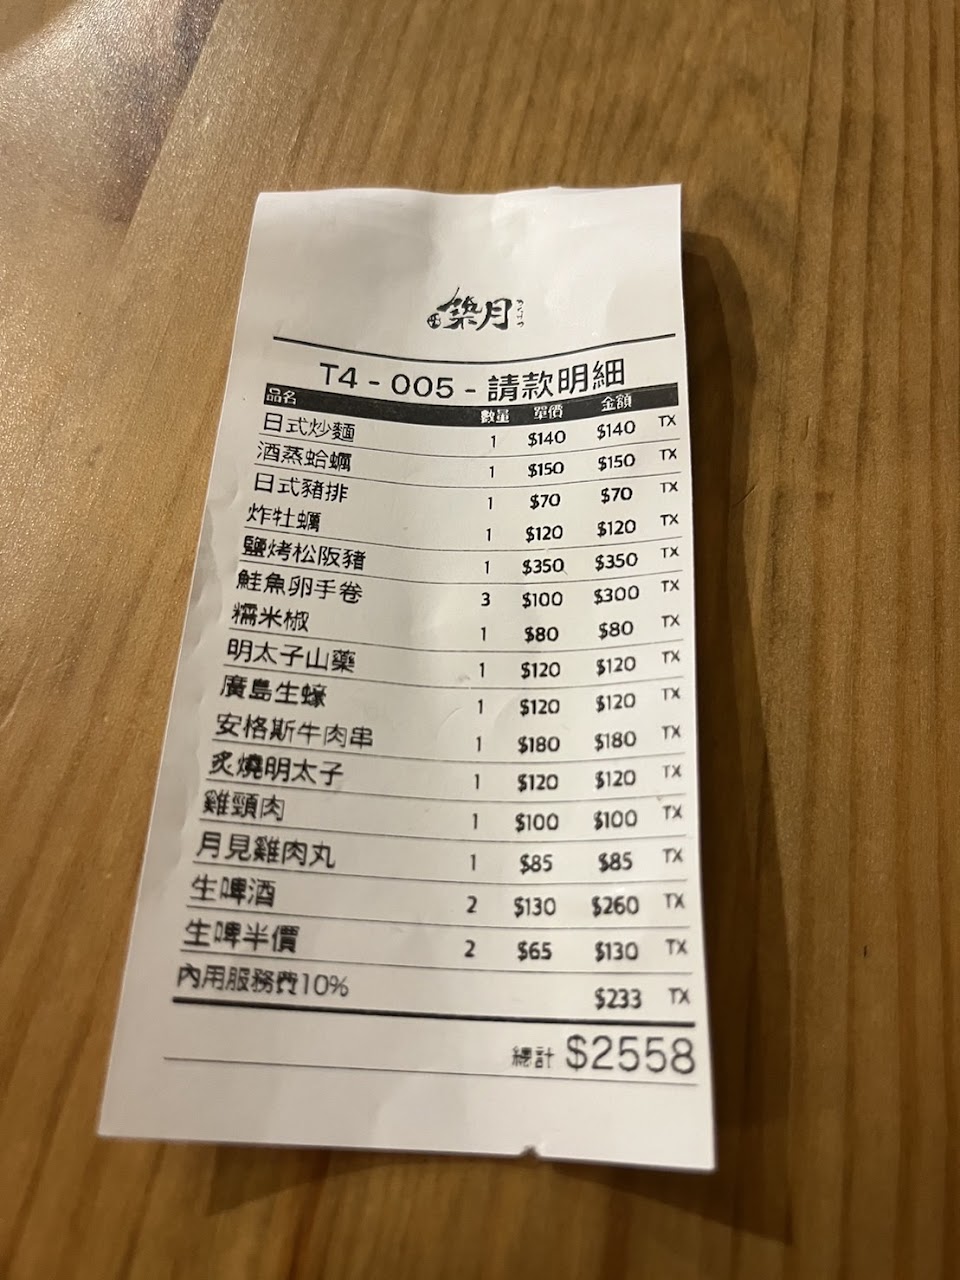 築月
T4 - 005 - 請款明細
品名 數量 單價 金額
日式炒麵 1 $140 $140 TX
酒蒸蛤蠣 1 $150 $150 TX
日式豬排 1 $70 $70 TX
炸牡蠣 1 $120 $120 TX
鹽烤松阪豬 1 $350 $350 TX
鮭魚卵手卷 3 $100 $300 TX
糯米椒 1 $80 $80 TX
明太子山藥 1 $120 $120 TX
廣島生蠔 1 $120 $120 TX
安格斯牛肉串 1 $180 $180 TX
炙燒明太子 1 $120 $120 TX
雞頸肉 1 $100 $100 TX
月見雞肉丸 1 $85 $85 TX
生啤酒 2 $130 $260 TX
生啤半價 2 $65 $130 TX
內用服務費10% $233 TX
總計 $2558